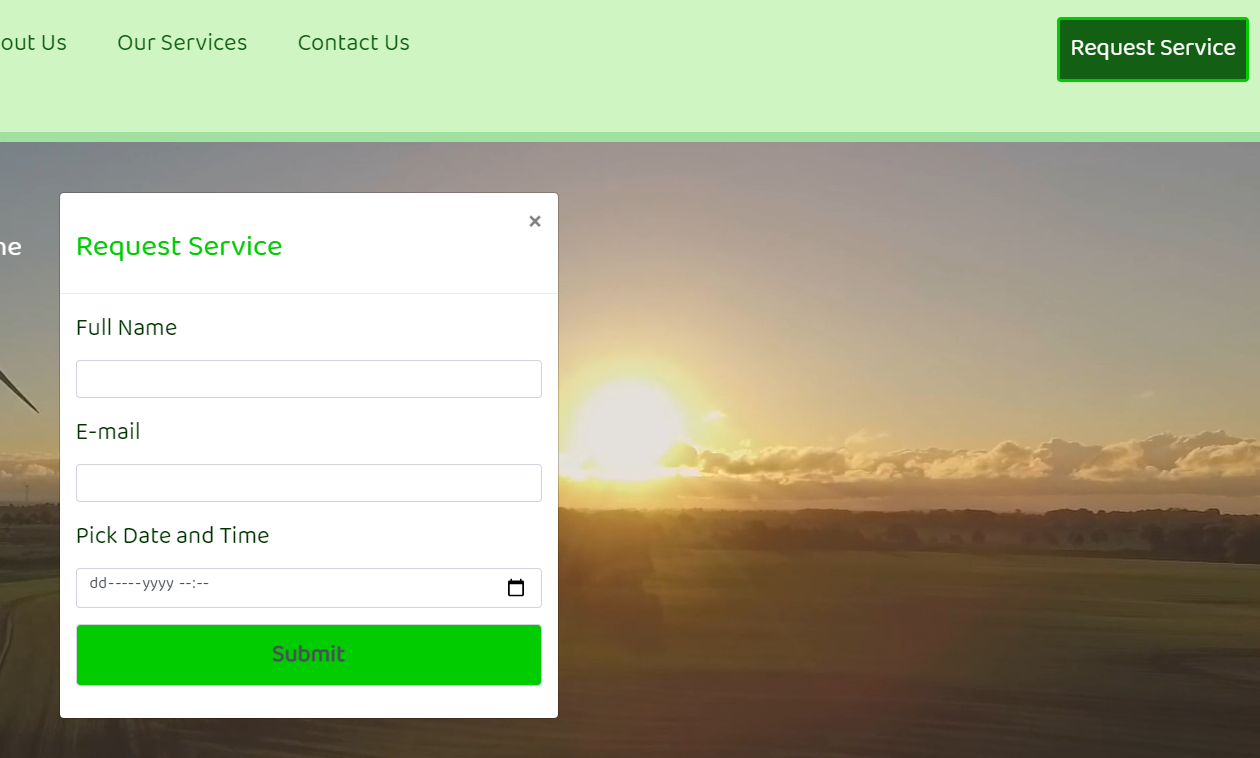 out Us Our Services Contact Us Request Service
×
Request Service
Full Name
E-mail
Pick Date and Time
dd-----yyyy --:--
Submit